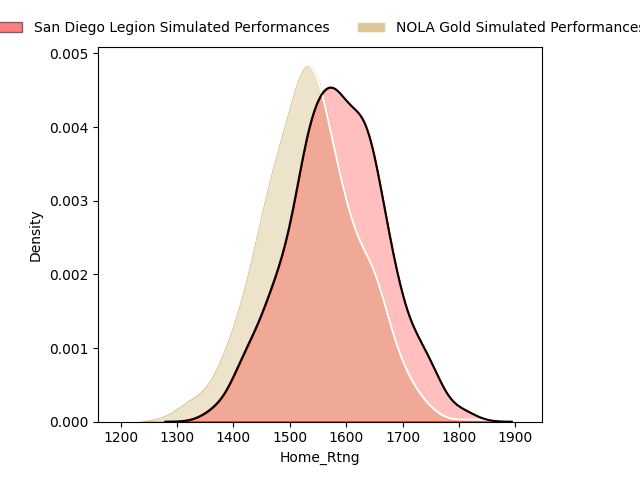 San Diego Legion Simulated Performances
NOLA Gold Simulated Performances
0.005
0.004
0.003
0.002
0.001
0.000
Density
1200 1300 1400 1500 1600 1700 1800 1900
Home_Rtng